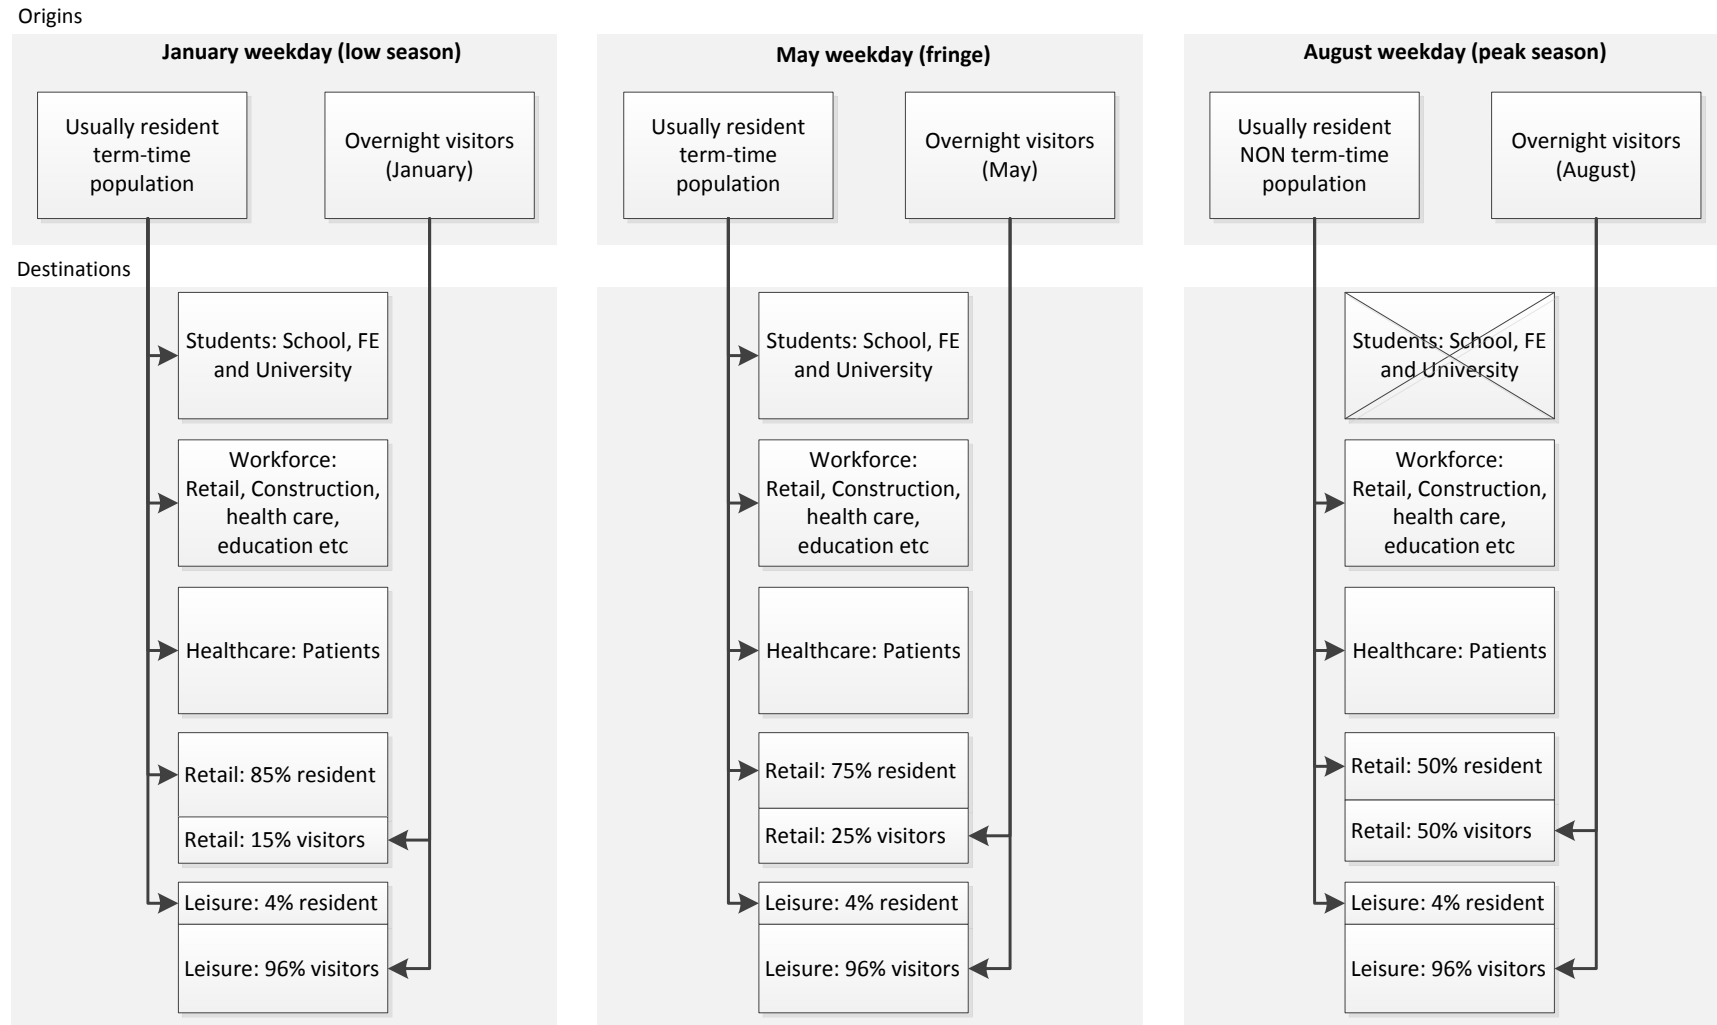 Origins
January weekday (low season)
Usually resident
term-time
population
Overnight visitors
(January)
May weekday (fringe)
Usually resident
term-time
population
Overnight visitors
(May)
August weekday (peak season)
Usually resident
NON term-time
population
Overnight visitors
(August)
Destinations
Students: School, FE
and University
Workforce:
Retail, Construction,
health care,
education etc
Healthcare: Patients
Retail: 85% resident
Retail: 15% visitors
Leisure: 4% resident
Leisure: 96% visitors
Students: School, FE
and University
Workforce:
Retail, Construction,
health care,
education etc
Healthcare: Patients
Retail: 75% resident
Retail: 25% visitors
Leisure: 4% resident
Leisure: 96% visitors
Students: School, FE
and University
Workforce:
Retail, Construction,
health care,
education etc
Healthcare: Patients
Retail: 50% resident
Retail: 50% visitors
Leisure: 4% resident
Leisure: 96% visitors